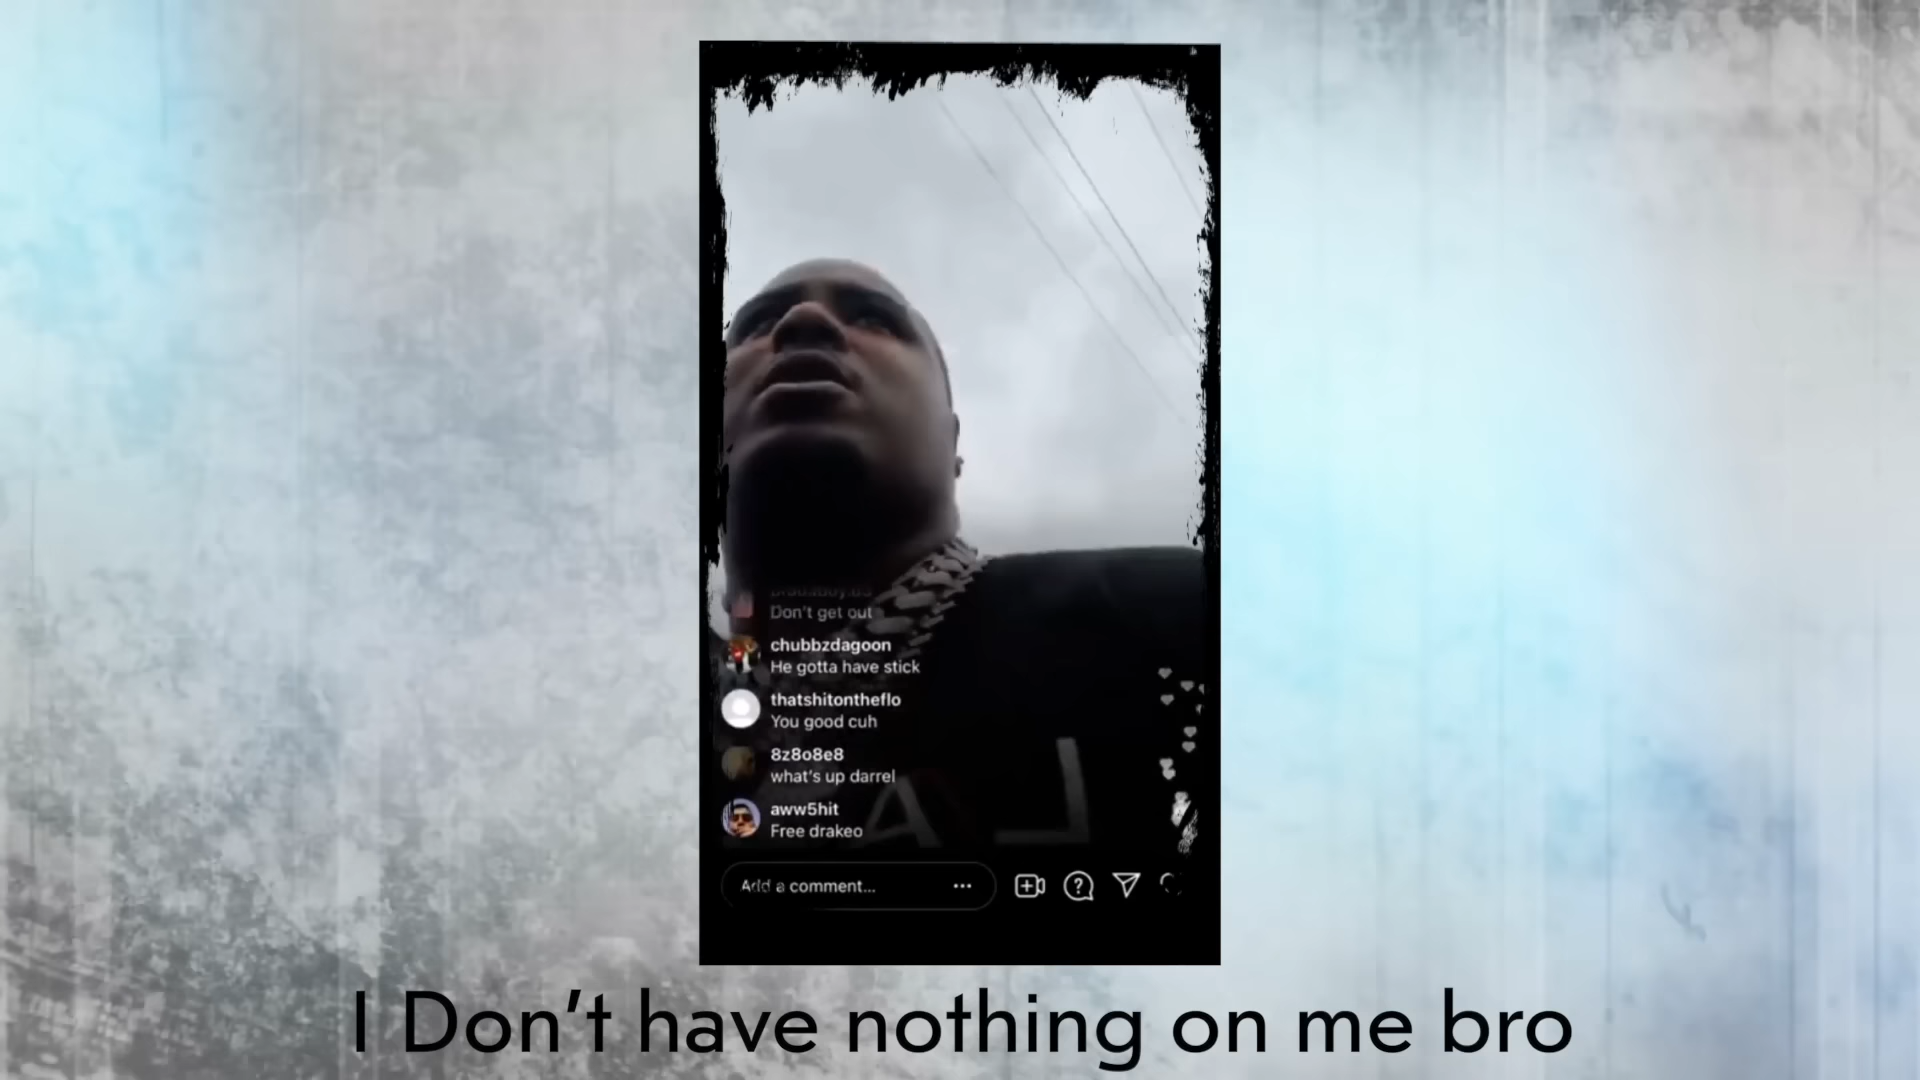 Don't get out
chubbzdagoon
He gotta have stick
thatshitontheflo
You good cuh
8z8o8e8
what's up darrel
aww5hit
Free drakeo
Add a comment...
I Don't have nothing on me bro